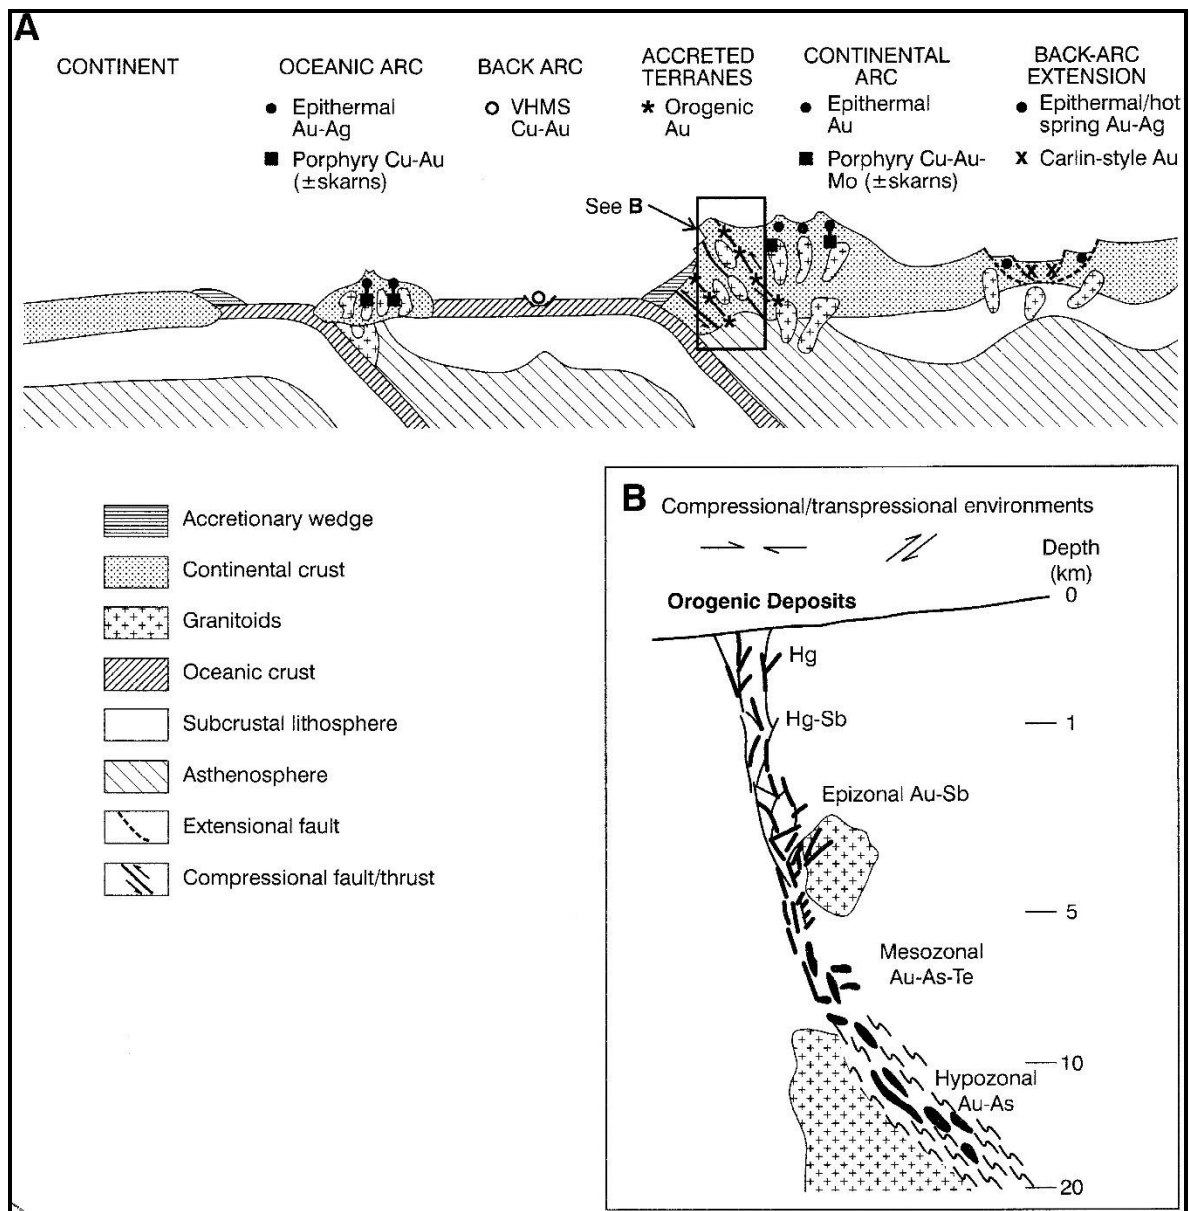 A
CONTINENT
OCEANIC ARC
Epithermal
Au-Ag
Porphyry Cu-Au
(±skarns)
BACK ARC
VHMS
Cu-Au
ACCRETED
TERRANES
Orogenic
Au
CONTINENTAL
ARC
Epithermal
Au
Porphyry Cu-Au-
Mo (±skarns)
BACK-ARC
EXTENSION
Epithermal/hot
spring Au-Ag
x Carlin-style Au
See B
Accretionary wedge
Continental crust
Granitoids
Oceanic crust
Subcrustal lithosphere
Asthenosphere
Extensional fault
Compressional fault/thrust
B
Compressional/transpressional environments
Depth
(km)
Orogenic Deposits
0
Hg
Hg-Sb
1
Epizonal Au-Sb
5
Mesozonal
Au-As-Te
10
Hypozonal
Au-As
20